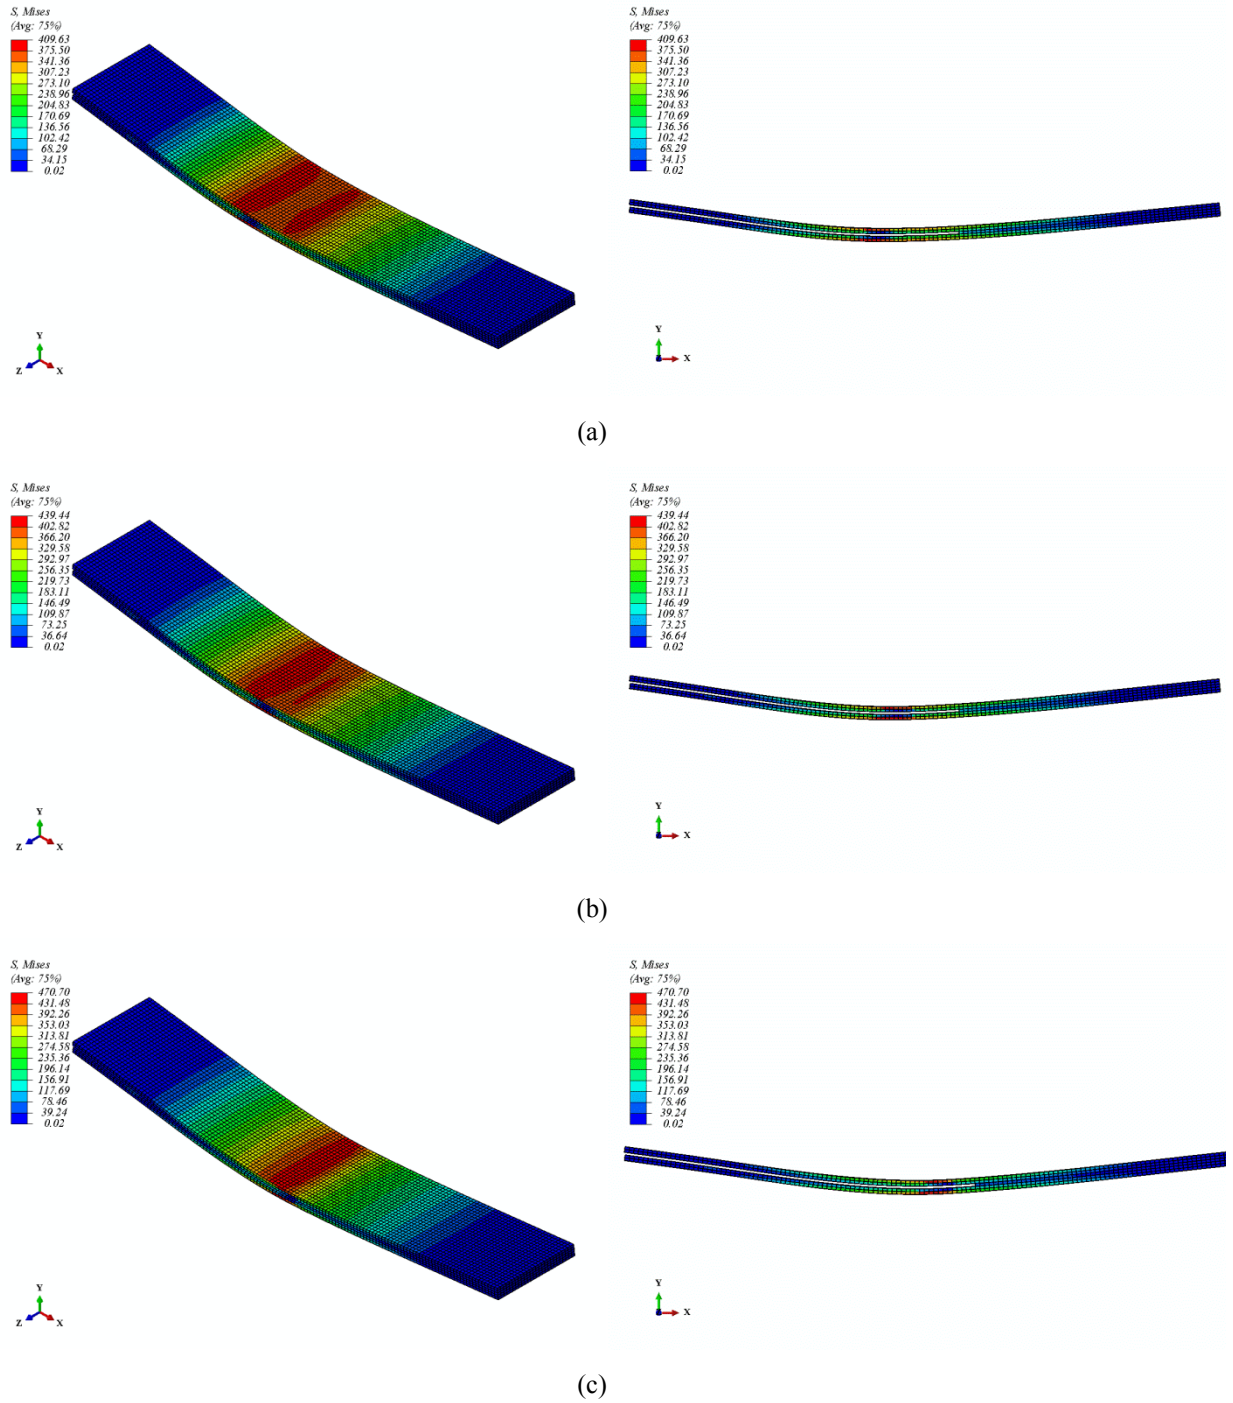 S, Mises
(Avg: 75%)
409.63
375.50
341.36
307.23
273.10
238.96
204.83
170.69
136.56
102.42
68.29
34.15
0.02
Y
Z
X
S, Mises
(Avg: 75%)
409.63
375.50
341.36
307.23
273.10
238.96
204.83
170.69
136.56
102.42
68.29
34.15
0.02
Y
X
(a)
S, Mises
(Avg: 75%)
439.44
402.82
366.20
329.58
292.97
256.35
219.73
183.11
146.49
109.87
73.25
36.64
0.02
Y
Z
X
S, Mises
(Avg: 75%)
439.44
402.82
366.20
329.58
292.97
256.35
219.73
183.11
146.49
109.87
73.25
36.64
0.02
Y
X
(b)
S, Mises
(Avg: 75%)
470.70
431.48
392.26
353.03
313.81
274.58
235.36
196.14
156.91
117.69
78.46
39.24
0.02
Y
Z
X
S, Mises
(Avg: 75%)
470.70
431.48
392.26
353.03
313.81
274.58
235.36
196.14
156.91
117.69
78.46
39.24
0.02
Y
X
(c)